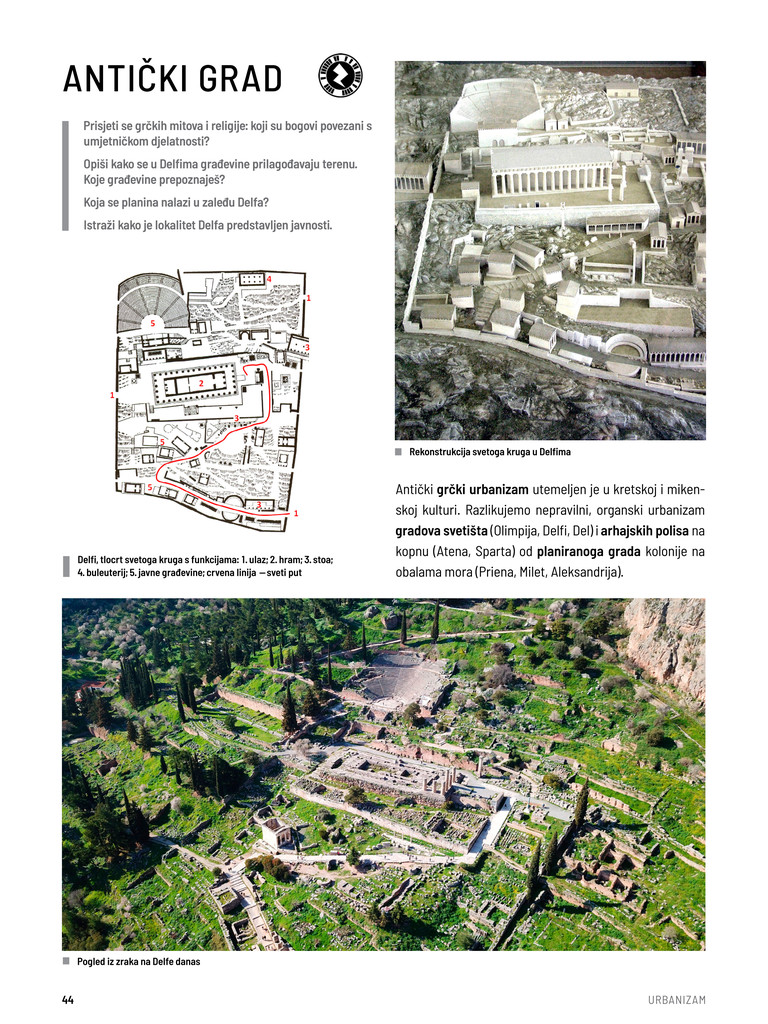 ANTIČKI GRAD
Prisjeti se grčkih mitova i religije: koji su bogovi povezani s
umjetničkom djelatnosti?
Opiši kako se u Delfima građevine prilagođavaju terenu.
Koje građevine prepoznaješ?
Koja se planina nalazi u zaleđu Delfa?
Istraži kako je lokalitet Delfa predstavljen javnosti.
4
1
5
3
2
1
3
5
5
3
1
Delfi, tlocrt svetoga kruga s funkcijama: 1. ulaz; 2. hram; 3. stoa;
4. buleuterij; 5. javne građevine; crvena linija — sveti put
Rekonstrukcija svetoga kruga u Delfima
Antički grčki urbanizam utemeljen je u kretskoj i miken-
skoj kulturi. Razlikujemo nepravilni, organski urbanizam
gradova svetišta (Olimpija, Delfi, Del) i arhajskih polisa na
kopnu (Atena, Sparta) od planiranoga grada kolonije na
obalama mora (Priena, Milet, Aleksandrija).
Pogled iz zraka na Delfe danas
44
URBANIZAM